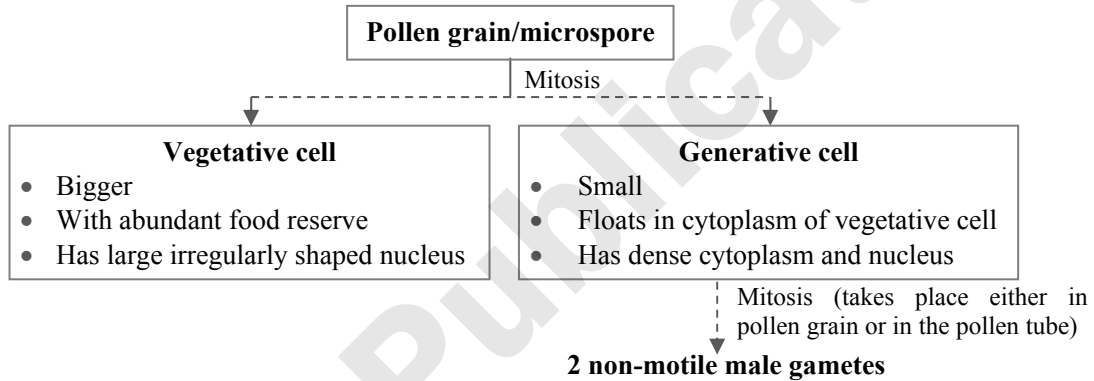 Pollen grain/microspore
Mitosis
Vegetative cell
• Bigger
• With abundant food reserve
• Has large irregularly shaped nucleus
Generative cell
• Small
• Floats in cytoplasm of vegetative cell
• Has dense cytoplasm and nucleus
Mitosis (takes place either in
pollen grain or in the pollen tube)
2 non-motile male gametes